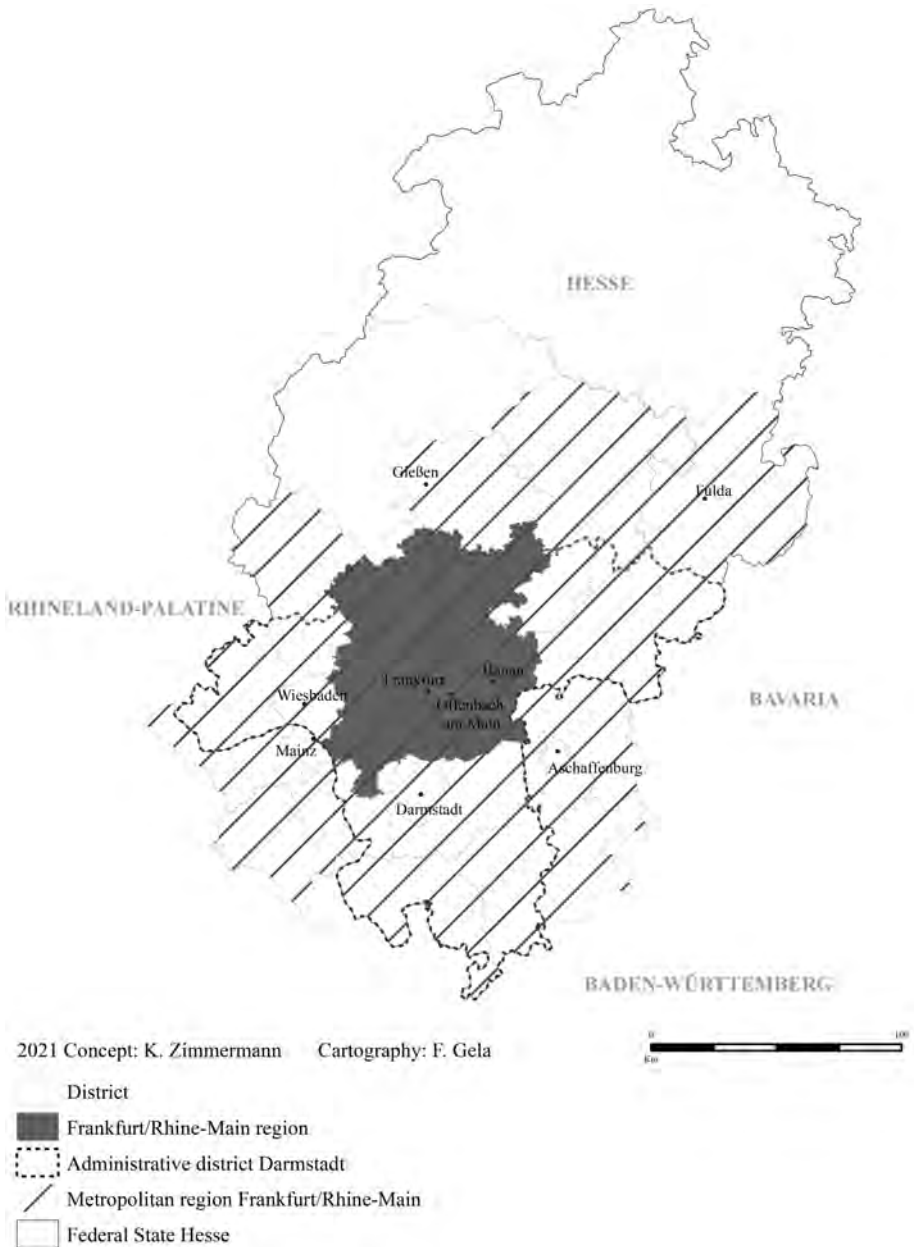 HESSE
Gießen
Fulda
RHINELAND-PALATINE
Frankfurt
Hanau
Wiesbaden
Offenbach
am Main
BAVARIA
Mainz
Aschaffenburg
Darmstadt
BADEN-WÜRTTEMBERG
2021 Concept: K. Zimmermann Cartography: F. Gela
0 100
Km
District
Frankfurt/Rhine-Main region
Administrative district Darmstadt
Metropolitan region Frankfurt/Rhine-Main
Federal State Hesse